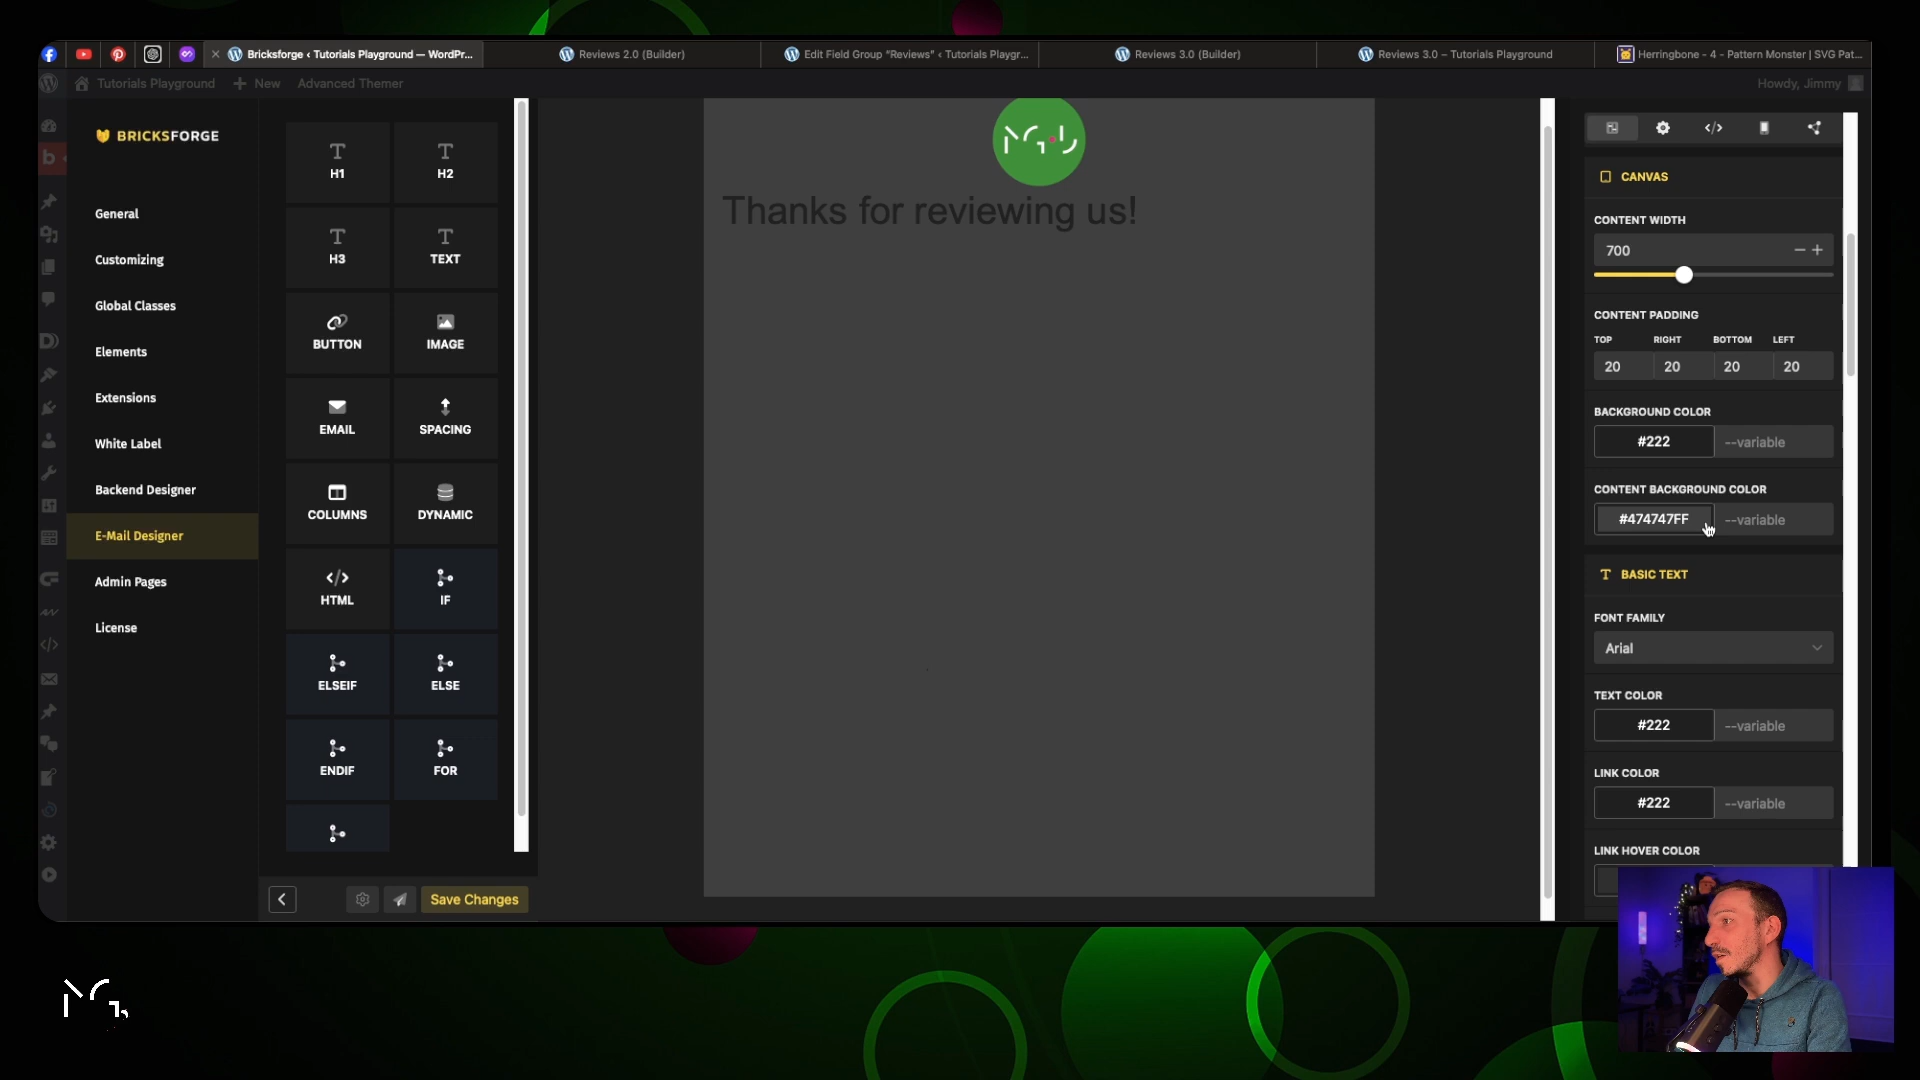 Bricksforge ‹ Tutorials Playground — WordPr...
Reviews 2.0 (Builder)
Edit Field Group "Reviews" ‹ Tutorials Playgr...
Reviews 3.0 (Builder)
Reviews 3.0 – Tutorials Playground
Herringbone - 4 - Pattern Monster | SVG Pat...
Tutorials Playground
New
Advanced Themer
Howdy, Jimmy
BRICKSFORGE
General
Customizing
Global Classes
Elements
Extensions
White Label
Backend Designer
E-Mail Designer
Admin Pages
License
H1
H2
H3
TEXT
BUTTON
IMAGE
EMAIL
SPACING
COLUMNS
DYNAMIC
HTML
IF
ELSEIF
ELSE
ENDIF
FOR
Save Changes
Thanks for reviewing us!
CANVAS
CONTENT WIDTH
700
CONTENT PADDING
TOP RIGHT BOTTOM LEFT
20 20 20 20
BACKGROUND COLOR
#222 --variable
CONTENT BACKGROUND COLOR
#474747FF --variable
BASIC TEXT
FONT FAMILY
Arial
TEXT COLOR
#222 --variable
LINK COLOR
#222 --variable
LINK HOVER COLOR